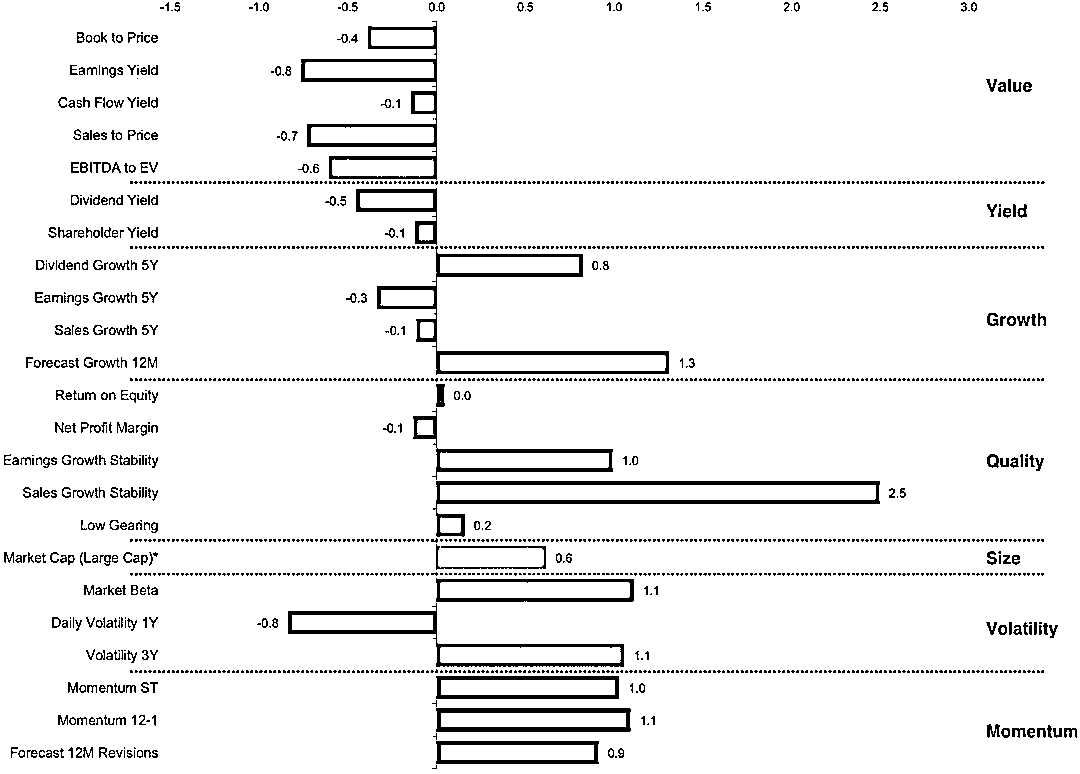 -1.5 -1.0 -0.5 0.0 0.5 1.0 1.5 2.0 2.5 3.0
Book to Price -0.4
Earnings Yield -0.8
Value
Cash Flow Yield -0.1
Sales to Price -0.7
EBITDA to EV -0.6
Dividend Yield -0.5
Yield
Shareholder Yield -0.1
Dividend Growth 5Y 0.8
Earnings Growth 5Y -0.3
Growth
Sales Growth 5Y -0.1
Forecast Growth 12M 1.3
Return on Equity 0.0
Net Profit Margin -0.1
Earnings Growth Stability 1.0 Quality
Sales Growth Stability 2.5
Low Gearing 0.2
Market Cap (Large Cap)* 0.6 Size
Market Beta 1.1
Daily Volatility 1Y -0.8 Volatility
Volatility 3Y 1.1
Momentum ST 1.0
Momentum 12-1 1.1
Momentum
Forecast 12M Revisions 0.9